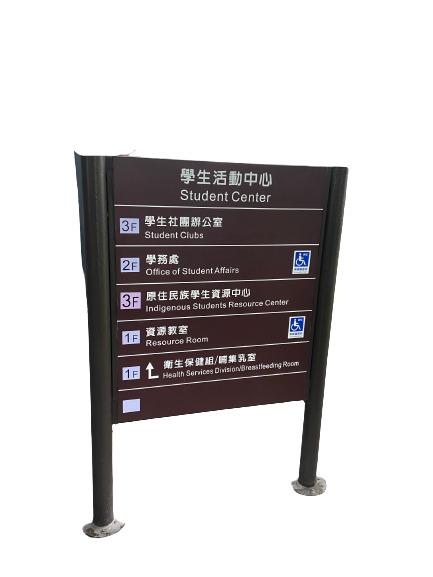 學生活動中心
Student Center
3F 學生社團辦公室
Student Clubs
2F 學務處
Office of Student Affairs
3F 原住民族學生資源中心
Indigenous Students Resource Center
1F 資源教室
Resource Room
1F 衛生保健組/哺集乳室
Health Services Division/Breastfeeding Room